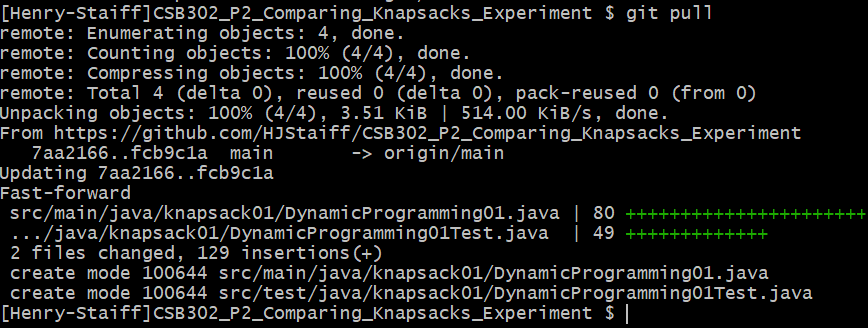 [Henry-Staiff]CSB302_P2_Comparing_Knapsacks_Experiment $ git pull
remote: Enumerating objects: 4, done.
remote: Counting objects: 100% (4/4), done.
remote: Compressing objects: 100% (4/4), done.
remote: Total 4 (delta 0), reused 0 (delta 0), pack-reused 0 (from 0)
Unpacking objects: 100% (4/4), 3.51 KiB | 514.00 KiB/s, done.
From https://github.com/HJStaiff/CSB302_P2_Comparing_Knapsacks_Experiment
   7aa2166..fcb9c1a  main       -> origin/main
Updating 7aa2166..fcb9c1a
Fast-forward
 src/main/java/knapsack01/DynamicProgramming01.java | 80 ++++++++++++++++++++++
 .../java/knapsack01/DynamicProgramming01Test.java  | 49 +++++++++++++
 2 files changed, 129 insertions(+)
 create mode 100644 src/main/java/knapsack01/DynamicProgramming01.java
 create mode 100644 src/test/java/knapsack01/DynamicProgramming01Test.java
[Henry-Staiff]CSB302_P2_Comparing_Knapsacks_Experiment $